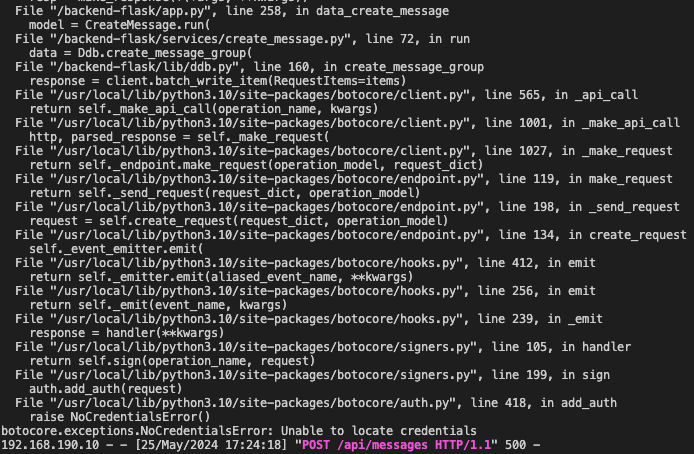 File "/backend-flask/app.py", line 258, in data_create_message
model = CreateMessage.run(
File "/backend-flask/services/create_message.py", line 72, in run
data = Ddb.create_message_group(
File "/backend-flask/lib/ddb.py", line 160, in create_message_group
response = client.batch_write_item(RequestItems=items)
File "/usr/local/lib/python3.10/site-packages/botocore/client.py", line 565, in _api_call
return self._make_api_call(operation_name, kwargs)
File "/usr/local/lib/python3.10/site-packages/botocore/client.py", line 1001, in _make_api_call
http, parsed_response = self._make_request(
File "/usr/local/lib/python3.10/site-packages/botocore/client.py", line 1027, in _make_request
return self._endpoint.make_request(operation_model, request_dict)
File "/usr/local/lib/python3.10/site-packages/botocore/endpoint.py", line 119, in make_request
return self._send_request(request_dict, operation_model)
File "/usr/local/lib/python3.10/site-packages/botocore/endpoint.py", line 198, in _send_request
request = self.create_request(request_dict, operation_model)
File "/usr/local/lib/python3.10/site-packages/botocore/endpoint.py", line 134, in create_request
self._event_emitter.emit(
File "/usr/local/lib/python3.10/site-packages/botocore/hooks.py", line 412, in emit
return self._emitter.emit(aliased_event_name, **kwargs)
File "/usr/local/lib/python3.10/site-packages/botocore/hooks.py", line 256, in emit
return self._emit(event_name, kwargs)
File "/usr/local/lib/python3.10/site-packages/botocore/hooks.py", line 239, in _emit
response = handler(**kwargs)
File "/usr/local/lib/python3.10/site-packages/botocore/signers.py", line 105, in handler
return self.sign(operation_name, request)
File "/usr/local/lib/python3.10/site-packages/botocore/signers.py", line 199, in sign
auth.add_auth(request)
File "/usr/local/lib/python3.10/site-packages/botocore/auth.py", line 418, in add_auth
raise NoCredentialsError()
botocore.exceptions.NoCredentialsError: Unable to locate credentials
192.168.190.10 - - [25/May/2024 17:24:18] "POST /api/messages HTTP/1.1" 500 -